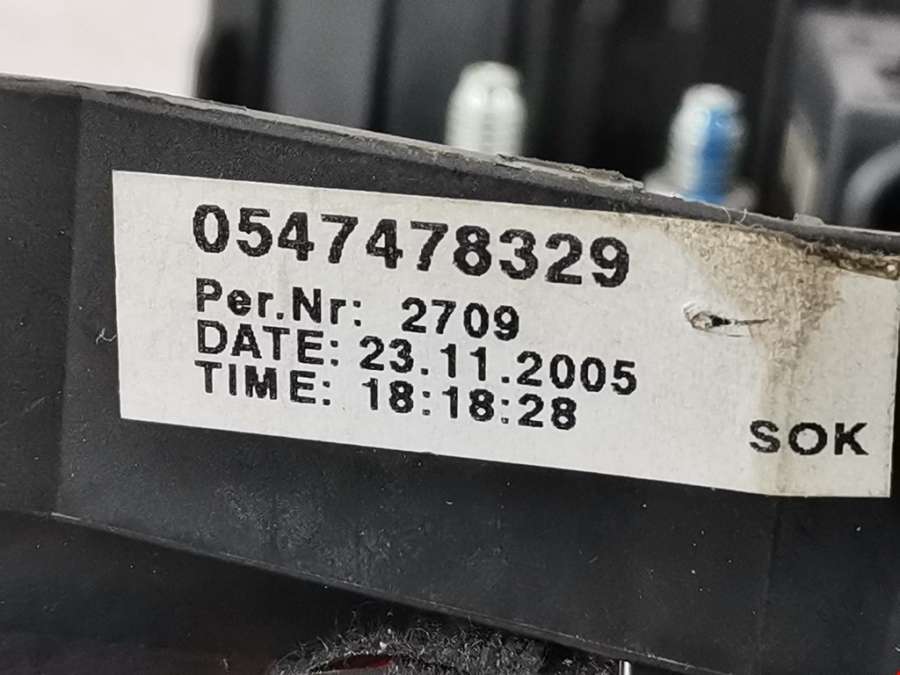 0547478329
Per.Nr: 2709
DATE: 23.11.2005
TIME: 18:18:28
SOK